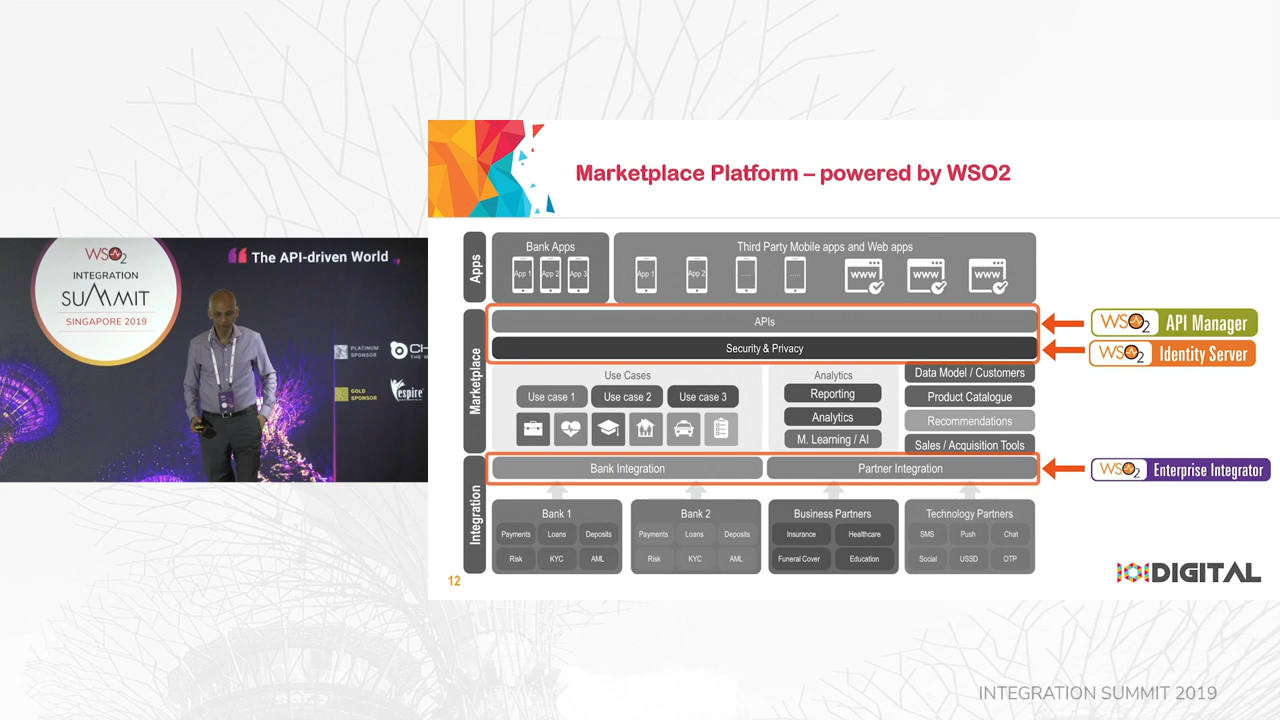 WSO2
INTEGRATION
SUMMIT
SINGAPORE 2019
The API-driven World
PLATINUM
SPONSOR
GOLD
SPONSOR
Yespire
Marketplace Platform – powered by WSO2
Apps
Bank Apps
App 1
App 2
App 3
Third Party Mobile apps and Web apps
App 1
App 2
.....
.....
www
www
www
Marketplace
APIs
Security & Privacy
WSO2 API Manager
WSO2 Identity Server
Use Cases
Use case 1
Use case 2
Use case 3
Analytics
Reporting
Analytics
M. Learning / AI
Data Model / Customers
Product Catalogue
Recommendations
Sales / Acquisition Tools
Integration
Bank Integration
Partner Integration
WSO2 Enterprise Integrator
Bank 1
Payments
Loans
Deposits
Risk
KYC
AML
Bank 2
Payments
Loans
Deposits
Risk
KYC
AML
Business Partners
Insurance
Healthcare
Funeral Cover
Education
Technology Partners
SMS
Push
Chat
Social
USSD
OTP
12
1O1DIGITAL
INTEGRATION SUMMIT 2019